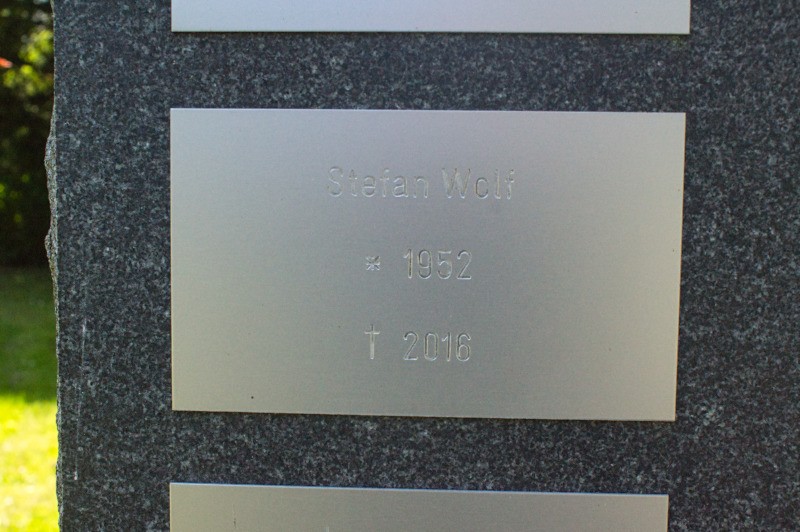 Stefan Wolf
* 1952
† 2016